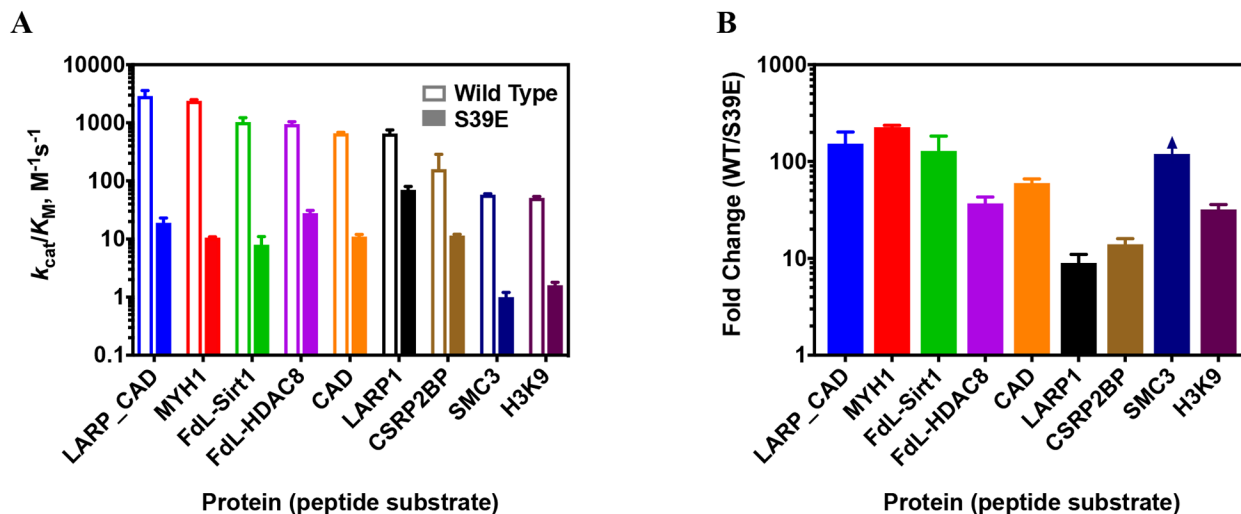 A
k_cat/K_M, M⁻¹s⁻¹
10000
1000
100
10
1
0.1
Wild Type
S39E
LARP_CAD
MYH1
FdL-Sirt1
FdL-HDAC8
CAD
LARP1
CSRP2BP
SMC3
H3K9
Protein (peptide substrate)
B
Fold Change (WT/S39E)
1000
100
10
1
LARP_CAD
MYH1
FdL-Sirt1
FdL-HDAC8
CAD
LARP1
CSRP2BP
SMC3
H3K9
Protein (peptide substrate)